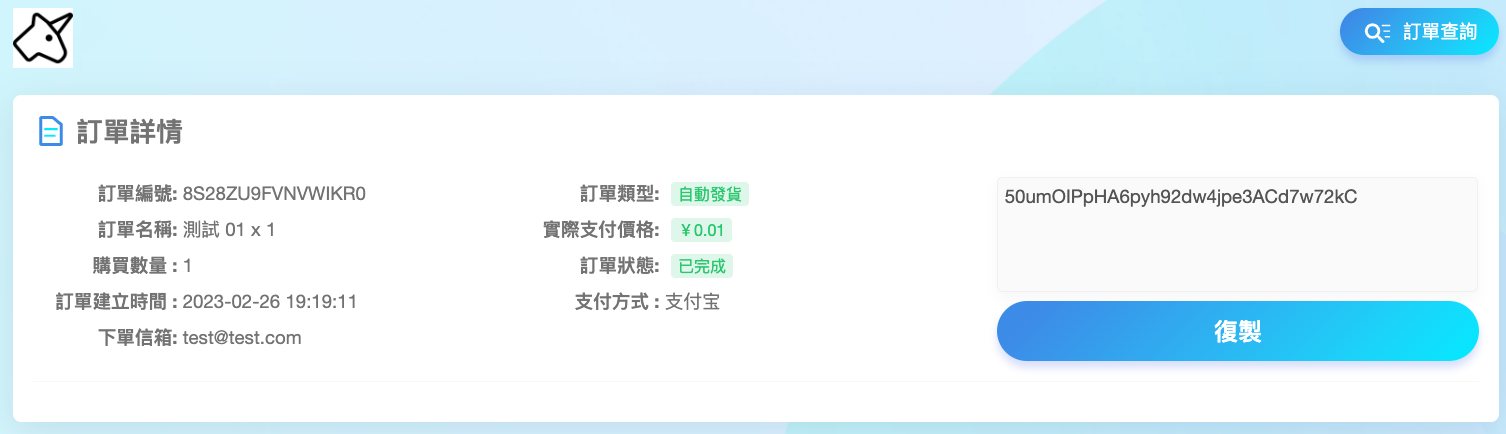 訂單查詢
訂單詳情
訂單編號: 8S28ZU9FVNVWIKR0
訂單名稱: 測試 01 x 1
購買數量 : 1
訂單建立時間 : 2023-02-26 19:19:11
下單信箱: test@test.com
訂單類型: 自動發貨
實際支付價格: ¥0.01
訂單狀態: 已完成
支付方式 : 支付宝
50umOIPpHA6pyh92dw4jpe3ACd7w72kC
復製